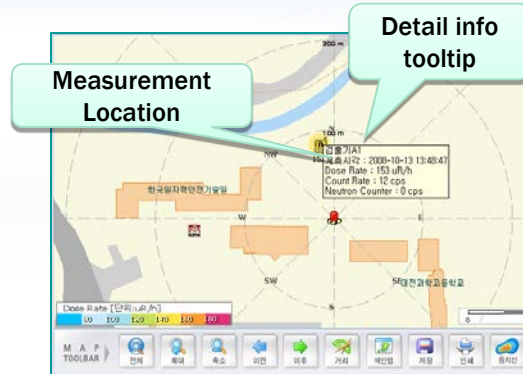 Detail info
tooltip
Measurement
Location
200 m
100 m
검출기A1
계측시각 : 2008-10-13 13:48:47
Dose Rate : 153 uR/h
Count Rate : 12 cps
Neutron Counter : 0 cps
NW
한국원자력안전기술원
W
E
SW
SE
대전과학고등학교
S
Dose Rate [단위:uR/h]
100 120 140 160 180
0
MAP
TOOLBAR
전체
확대
축소
이전
이후
거리
색인맵
저장
인쇄